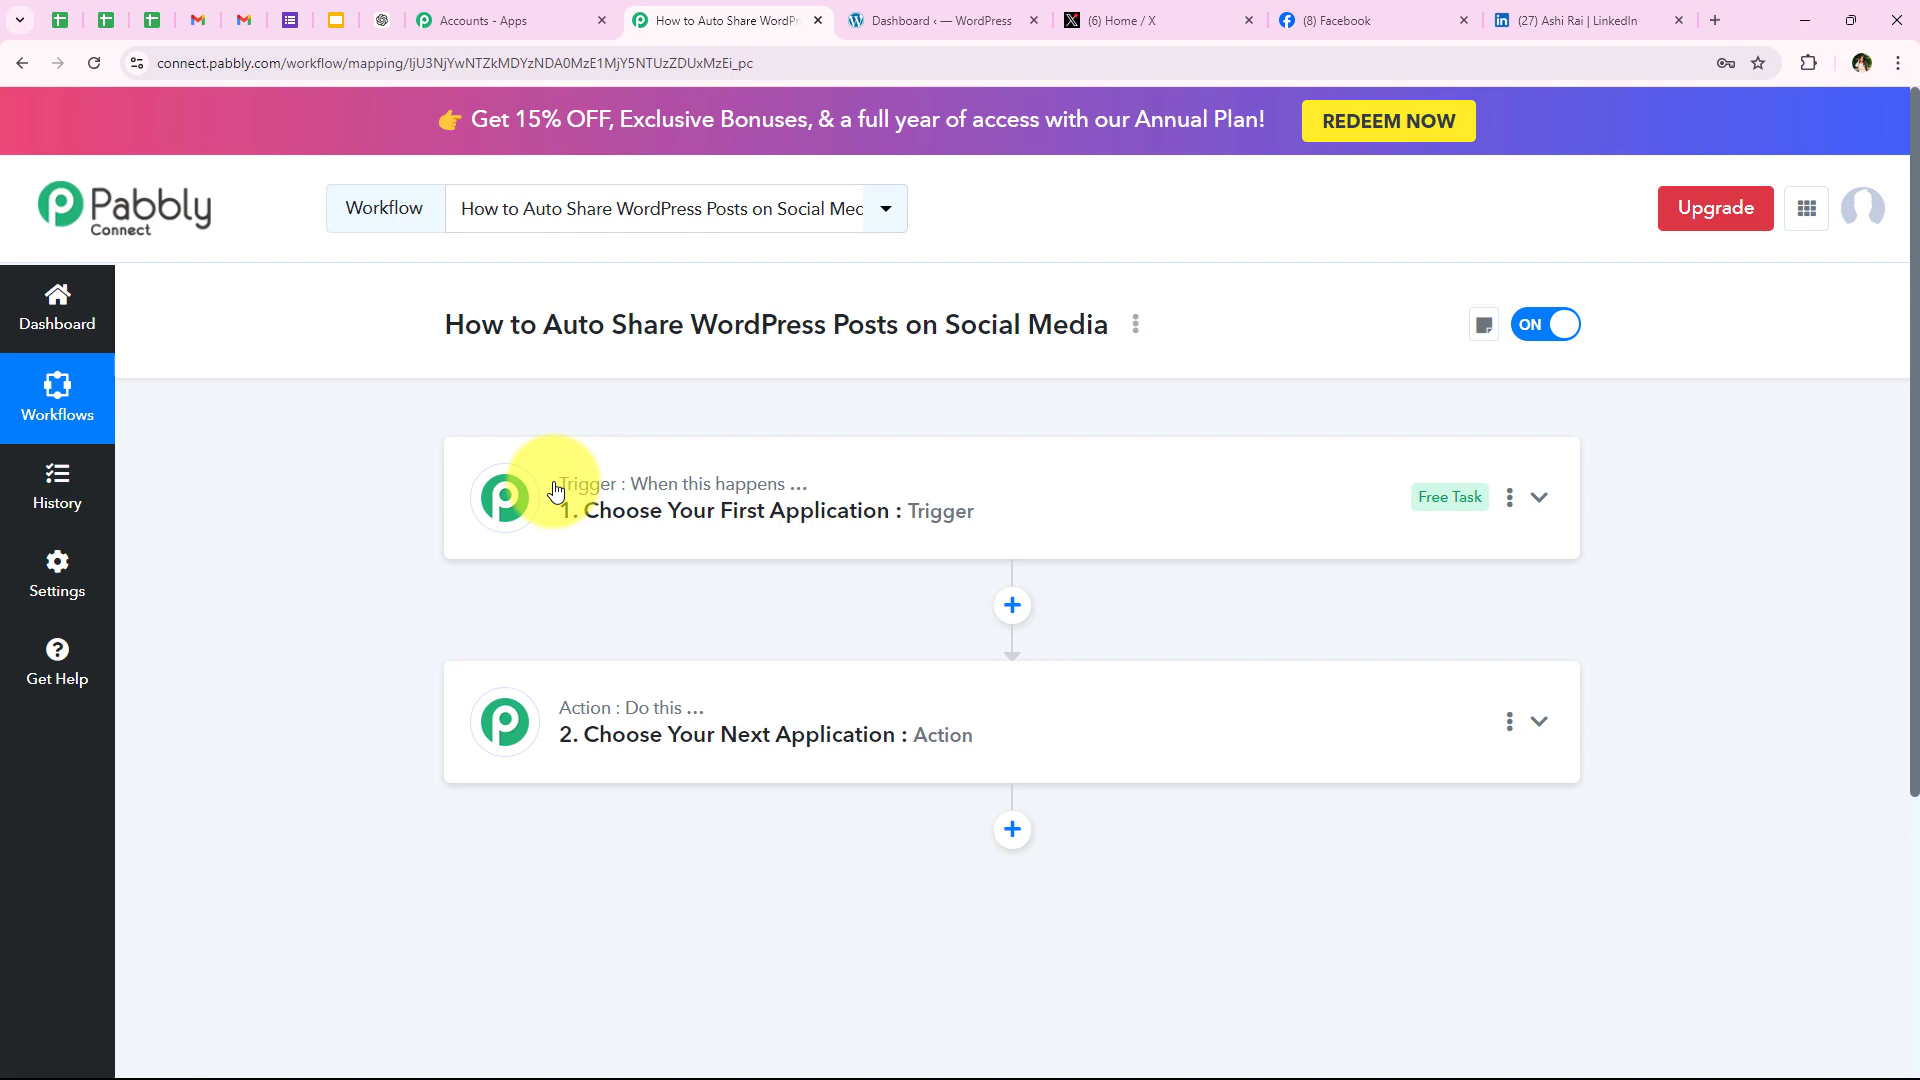 Accounts - Apps
How to Auto Share WordPr
Dashboard ‹ — WordPress
(6) Home / X
(8) Facebook
(27) Ashi Rai | LinkedIn
connect.pabbly.com/workflow/mapping/IjU3NjYwNTZkMDYzNDA0MzE1MjY5NTUzZDUxMzEi_pc
👉 Get 15% OFF, Exclusive Bonuses, & a full year of access with our Annual Plan!
REDEEM NOW
Pabbly
Connect
Workflow
How to Auto Share WordPress Posts on Social Mec
Upgrade
Dashboard
Workflows
History
Settings
Get Help
How to Auto Share WordPress Posts on Social Media
ON
Trigger : When this happens ...
1. Choose Your First Application : Trigger
Free Task
Action : Do this ...
2. Choose Your Next Application : Action